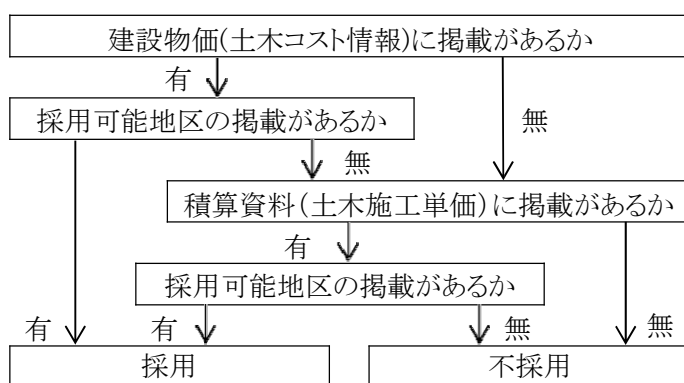 建設物価(土木コスト情報)に掲載があるか
有
採用可能地区の掲載があるか
無
無
積算資料(土木施工単価)に掲載があるか
有
採用可能地区の掲載があるか
有
有
無
無
採用
不採用